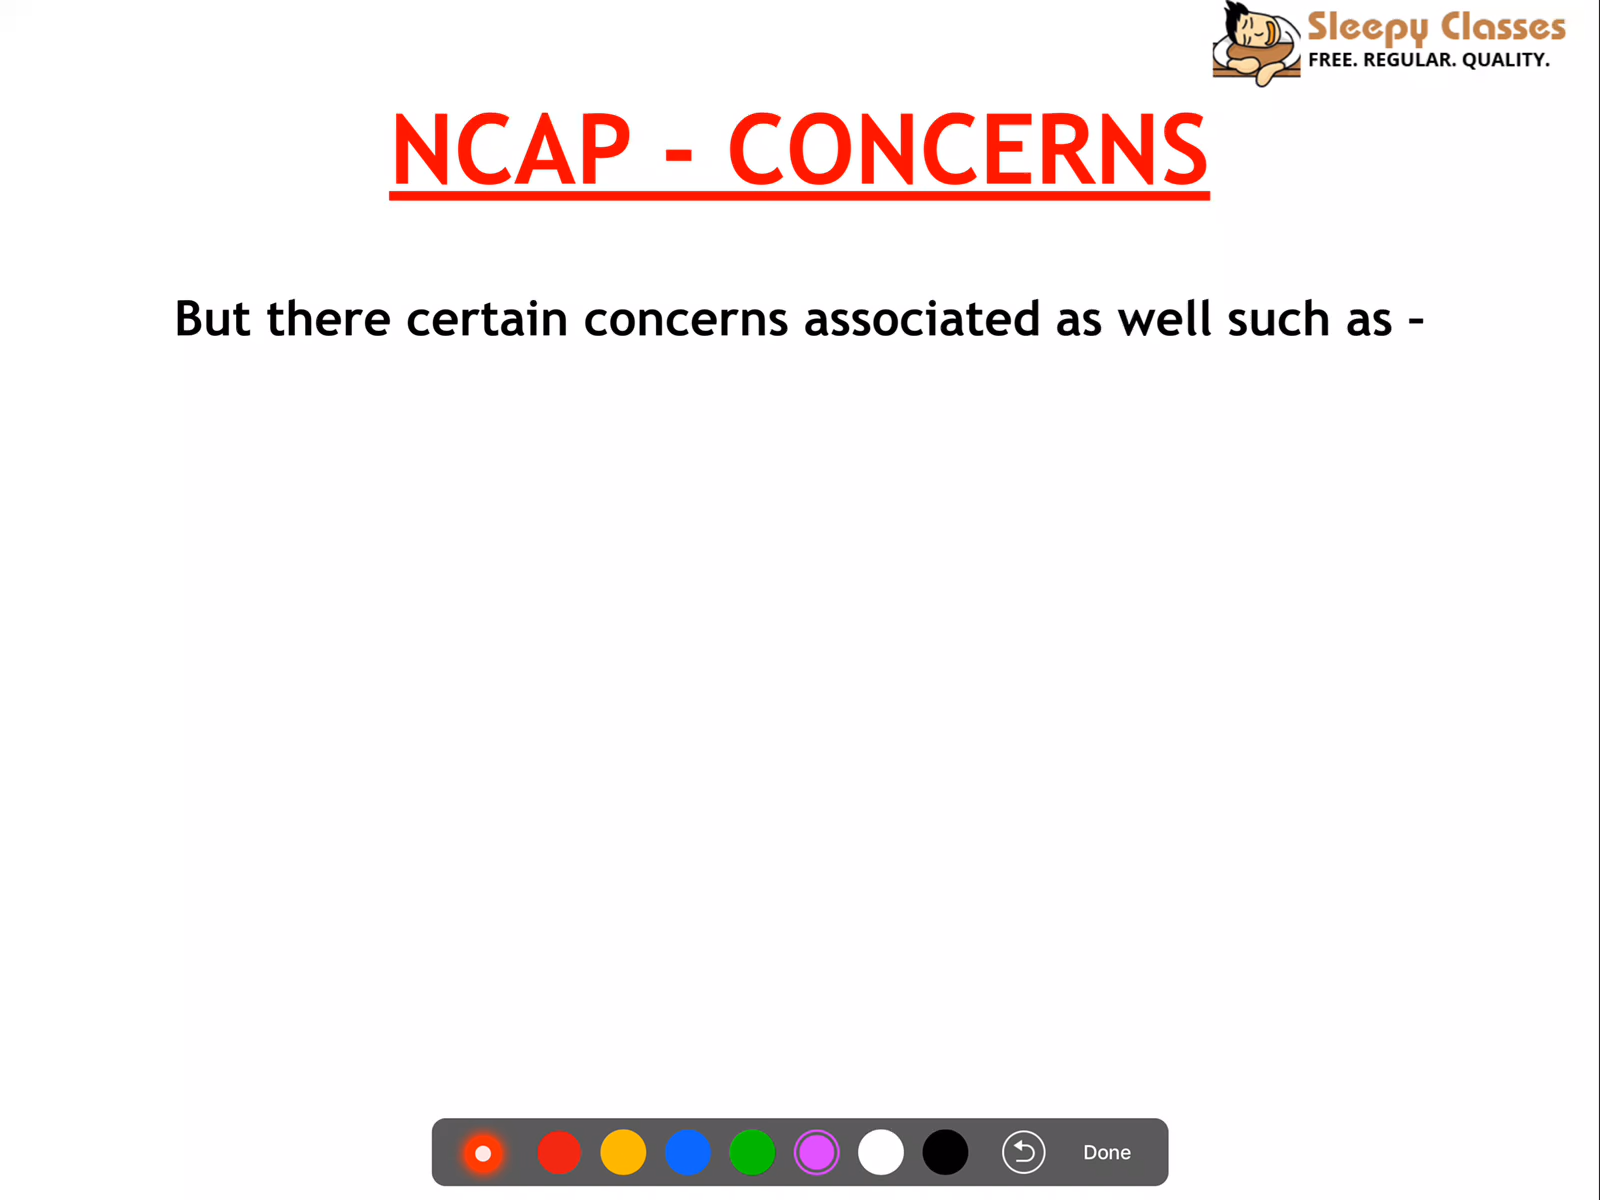 Sleepy Classes
FREE. REGULAR. QUALITY.
NCAP - CONCERNS
But there certain concerns associated as well such as –
Done